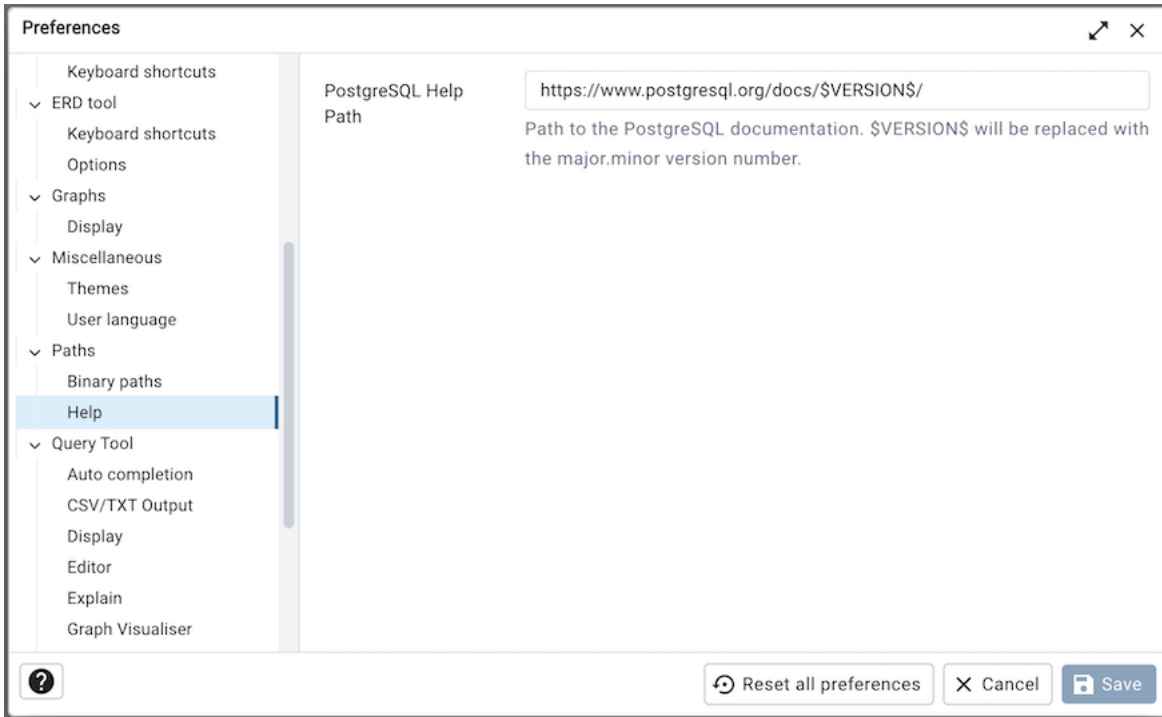 Preferences
Keyboard shortcuts
ERD tool
Keyboard shortcuts
Options
Graphs
Display
Miscellaneous
Themes
User language
Paths
Binary paths
Help
Query Tool
Auto completion
CSV/TXT Output
Display
Editor
Explain
Graph Visualiser
PostgreSQL Help
Path
https://www.postgresql.org/docs/$VERSION$/
Path to the PostgreSQL documentation. $VERSION$ will be replaced with
the major.minor version number.
?
Reset all preferences
Cancel
Save